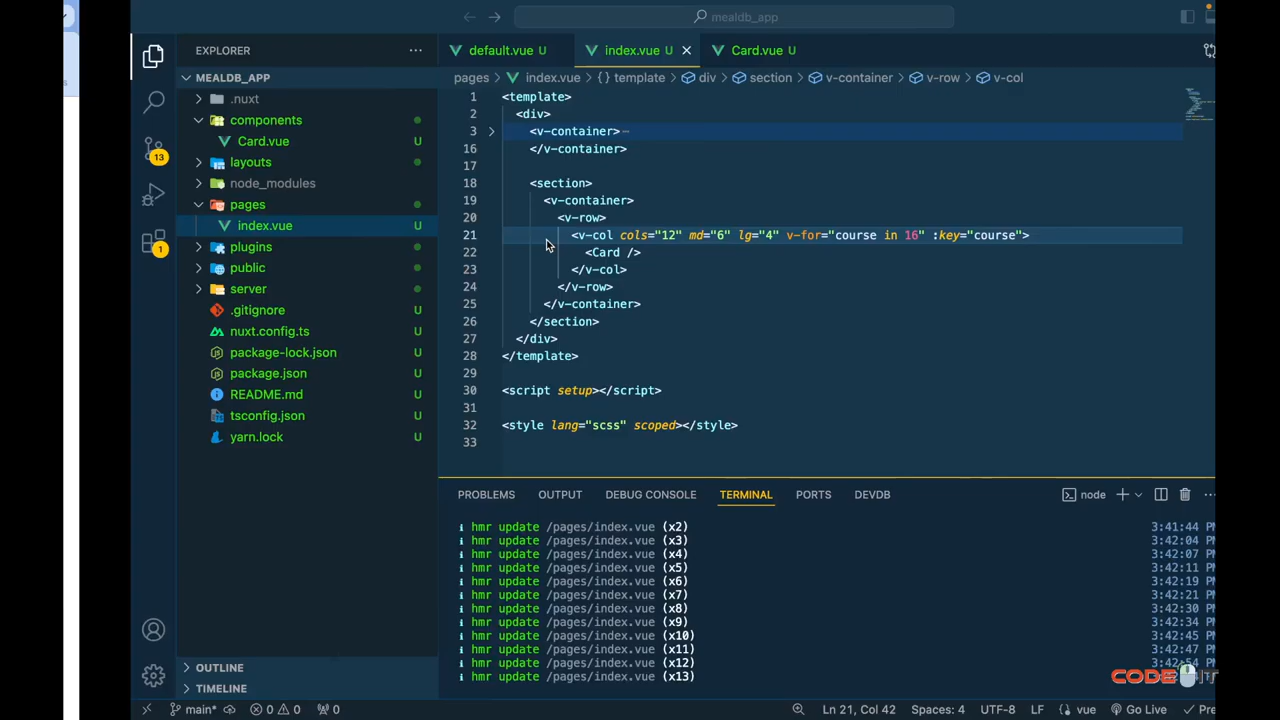 mealdb_app
EXPLORER
default.vue U
index.vue U
Card.vue U
MEALDB_APP
pages > index.vue > {} template > div > section > v-container > v-row > v-col
.nuxt
components
Card.vue U
layouts
node_modules
pages
index.vue U
plugins
public
server
.gitignore U
nuxt.config.ts U
package-lock.json U
package.json U
README.md U
tsconfig.json U
yarn.lock U
13
1
OUTLINE
TIMELINE
1 <template>
2 <div>
3 <v-container>
16 </v-container>
17
18 <section>
19 <v-container>
20 <v-row>
21 <v-col cols="12" md="6" lg="4" v-for="course in 16" :key="course">
22 <Card />
23 </v-col>
24 </v-row>
25 </v-container>
26 </section>
27 </div>
28 </template>
29
30 <script setup></script>
31
32 <style lang="scss" scoped></style>
33
PROBLEMS OUTPUT DEBUG CONSOLE TERMINAL PORTS DEVDB
node
i hmr update /pages/index.vue (x2) 3:41:44 P
i hmr update /pages/index.vue (x3) 3:42:04 P
i hmr update /pages/index.vue (x4) 3:42:07 P
i hmr update /pages/index.vue (x5) 3:42:11 P
i hmr update /pages/index.vue (x6) 3:42:19 P
i hmr update /pages/index.vue (x7) 3:42:21 P
i hmr update /pages/index.vue (x8) 3:42:30 P
i hmr update /pages/index.vue (x9) 3:42:34 P
i hmr update /pages/index.vue (x10) 3:42:45 P
i hmr update /pages/index.vue (x11) 3:42:47 P
i hmr update /pages/index.vue (x12) 3:42:54 P
i hmr update /pages/index.vue (x13)
CODE
main* 0 0 0 Ln 21, Col 42 Spaces: 4 UTF-8 LF vue Go Live Pre